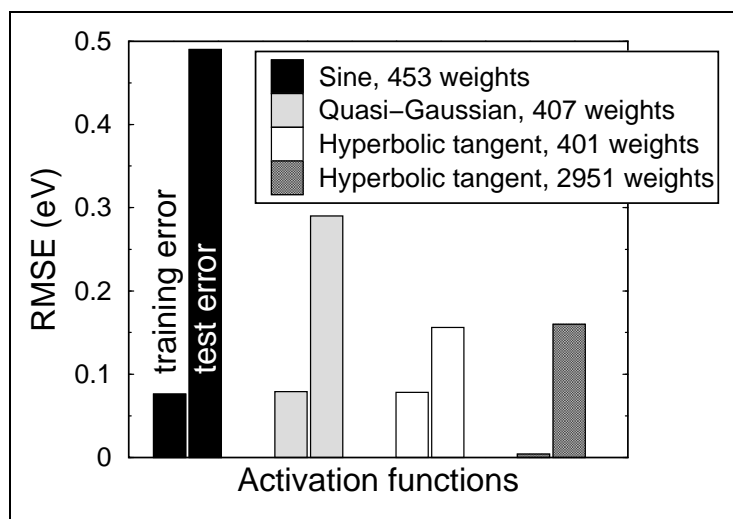 0.5
0.4
0.3
0.2
0.1
0
RMSE (eV)
Sine, 453 weights
Quasi−Gaussian, 407 weights
Hyperbolic tangent, 401 weights
Hyperbolic tangent, 2951 weights
training error
test error
Activation functions